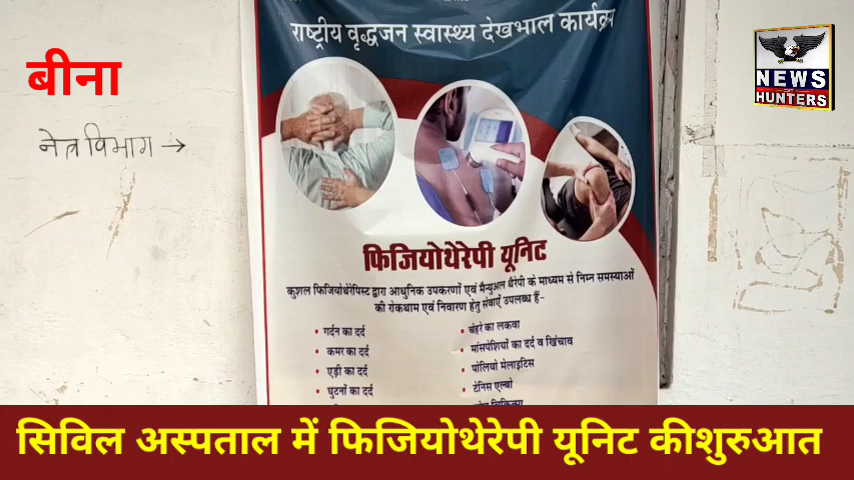 राष्ट्रीय वृद्धजन स्वास्थ्य देखभाल कार्यक्रम
बीना
NEWS
HUNTERS
नेत्र विभाग →
फिजियोथेरेपी यूनिट
कुशल फिजियोथेरेपिस्ट द्वारा आधुनिक उपकरणों एवं मैन्युअल थैरेपी के माध्यम से निम्न समस्याओं
की रोकथाम एवं निवारण हेतु सेवाएँ उपलब्ध हैं-
• गर्दन का दर्द
• कमर का दर्द
• एड़ी का दर्द
• घुटनों का दर्द
• चेहरे का लकवा
• मांसपेशियों का दर्द व खिंचाव
• पोलियो मेलाइटिस
• टेनिस एल्बो
सिविल अस्पताल में फिजियोथेरेपी यूनिट कीशुरुआत